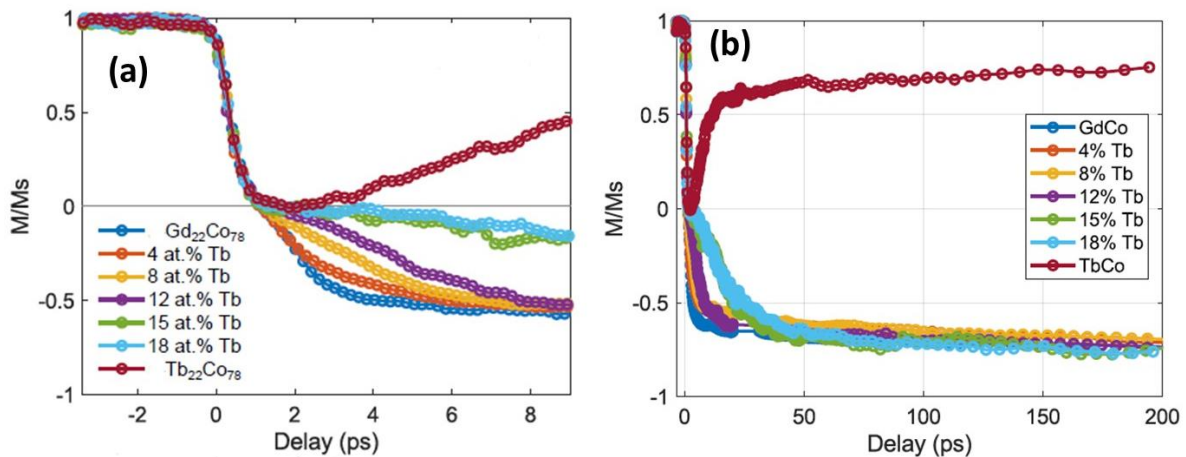 (a)
1
0.5
0
-0.5
-1
M/Ms
-2
0
2
4
6
8
Delay (ps)
Gd₂₂Co₇₈
4 at.% Tb
8 at.% Tb
12 at.% Tb
15 at.% Tb
18 at.% Tb
Tb₂₂Co₇₈
(b)
1
0.5
0
-0.5
-1
M/Ms
0
50
100
150
200
Delay (ps)
GdCo
4% Tb
8% Tb
12% Tb
15% Tb
18% Tb
TbCo